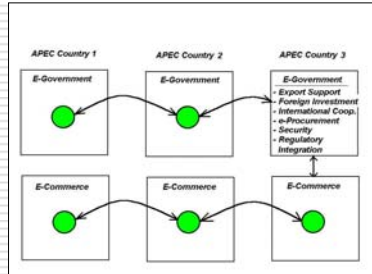 APEC Country 1
APEC Country 2
APEC Country 3
E-Government
E-Government
E-Government
- Export Support
- Foreign Investment
- International Coop.
- e-Procurement
- Security
- Regulatory
Integration
E-Commerce
E-Commerce
E-Commerce